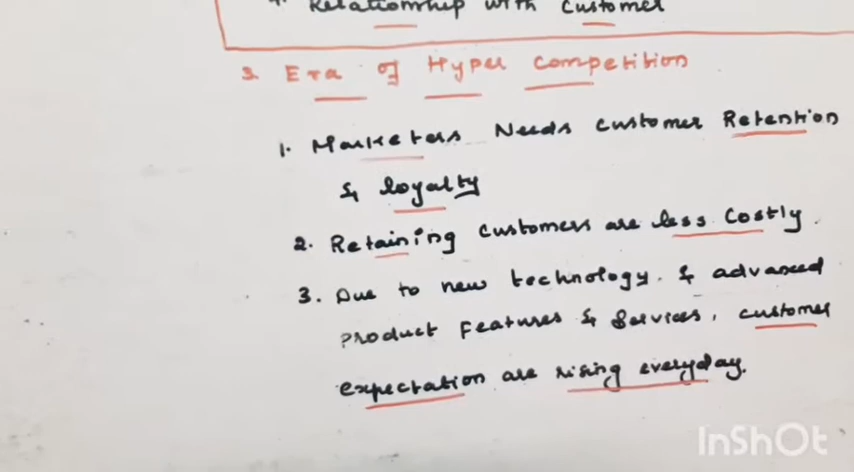 4. Relationship with Customer
3. Era of Hyper Competition
1. Marketers Needs customer Retention
& loyalty
2. Retaining customers are less Costly.
3. Due to new technology. & advanced
product Features & Services, customer
expectation are rising everyday.
InShOt